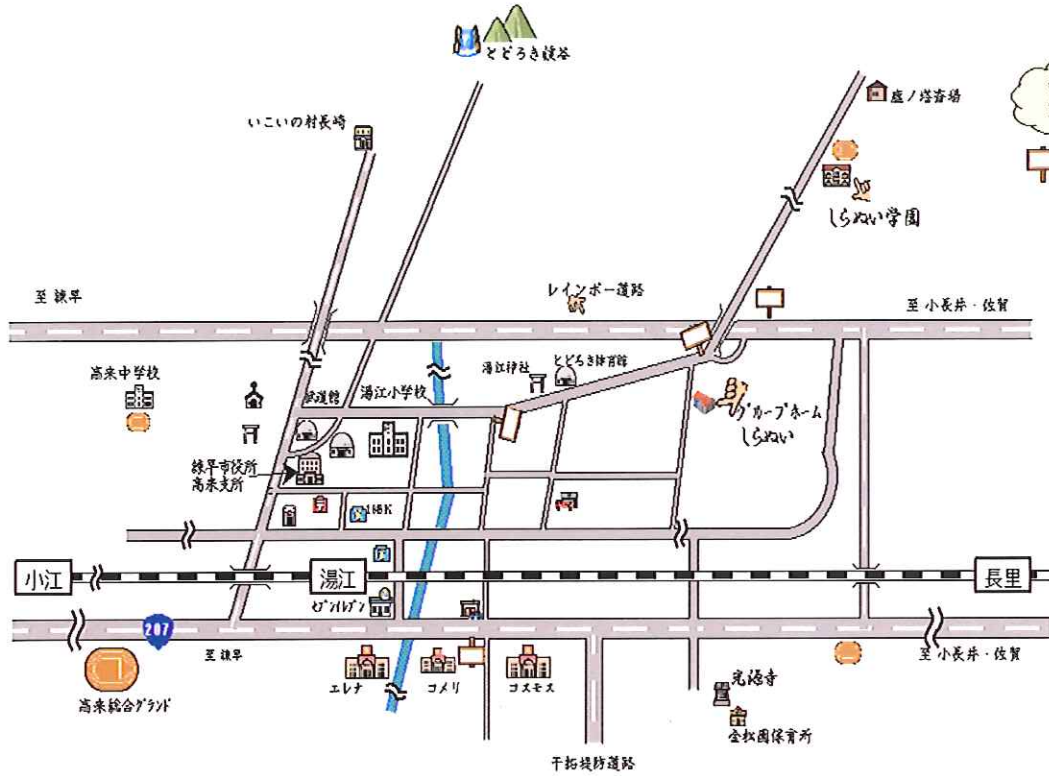 とどろき渓谷
虚ノ塔斎場
いこいの村長崎
しらぬい学園
至 諫早
レインボー道路
至 小長井・佐賀
高来中学校
武道館
湯江小学校
湯江神社
とどろき体育館
グループホーム
しらぬい
諫早市役所
高来支所
小江
湯江
長里
セブンイレブン
207
至 諫早
至 小長井・佐賀
高来総合グランド
エレナ
コメリ
コスモス
光源寺
全松園保育所
干拓堤防道路